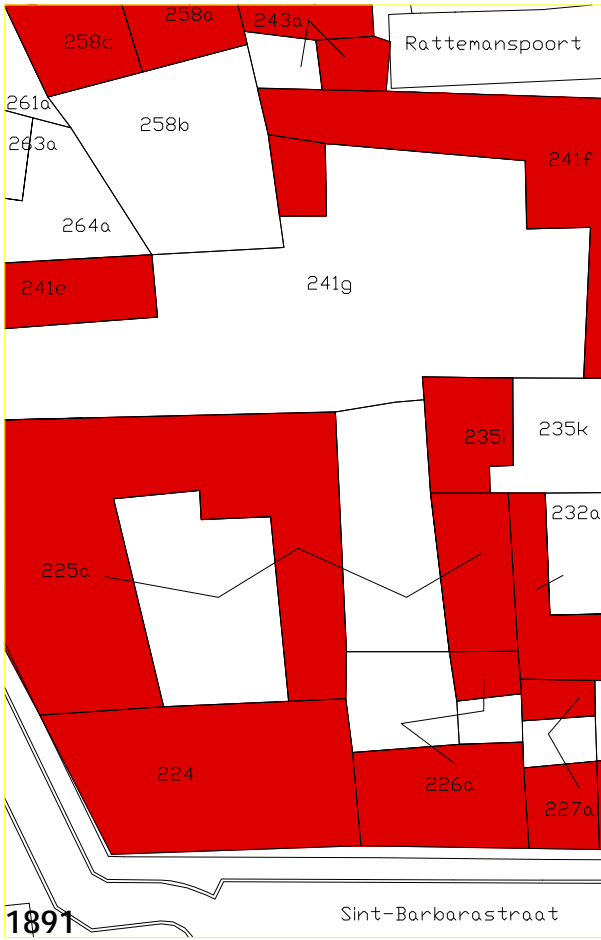 258c
258a
243a
Rattemanspoort
261a
258b
263a
241f
264a
241e
241g
235i
235k
232a
225a
224
226a
227a
Sint-Barbarastraat
1891